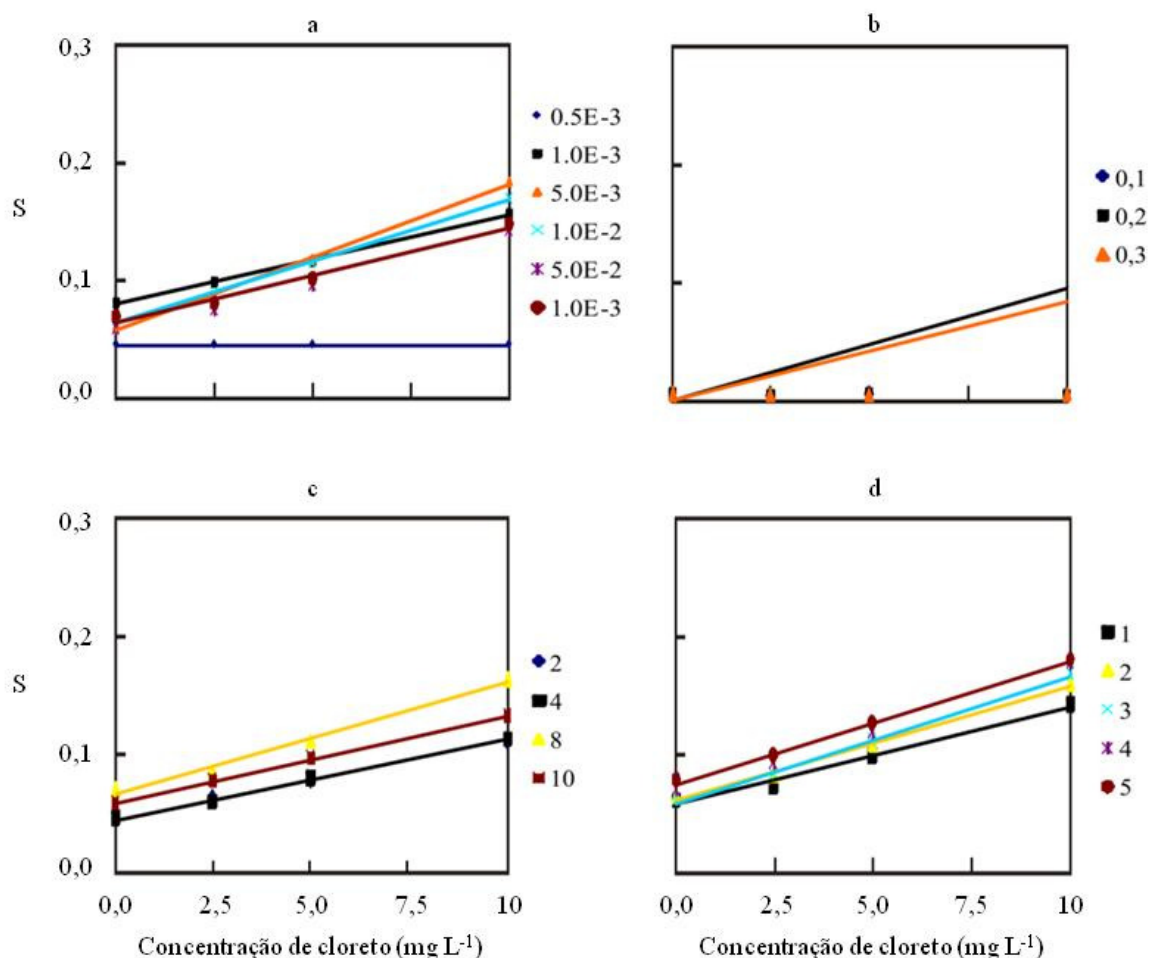 a
b
0,3
0,2
0,1
0,0
S
0.5E-3
1.0E-3
5.0E-3
1.0E-2
5.0E-2
1.0E-3
0,1
0,2
0,3
c
d
0,3
0,2
0,1
0,0
S
2
4
8
10
1
2
3
4
5
0,0 2,5 5,0 7,5 10
0,0 2,5 5,0 7,5 10
Concentração de cloreto (mg L-1)
Concentração de cloreto (mg L-1)